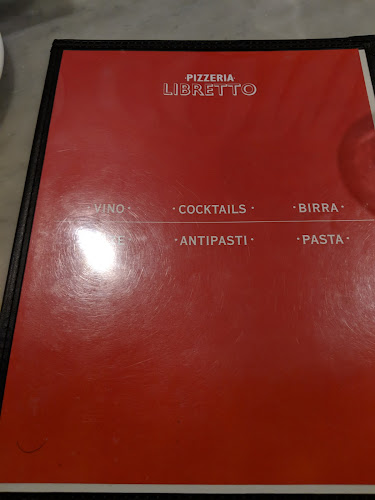 ·PIZZERIA·
LIBRETTO
·VINO· ·COCKTAILS· ·BIRRA·
·ANTIPASTI· ·PASTA·